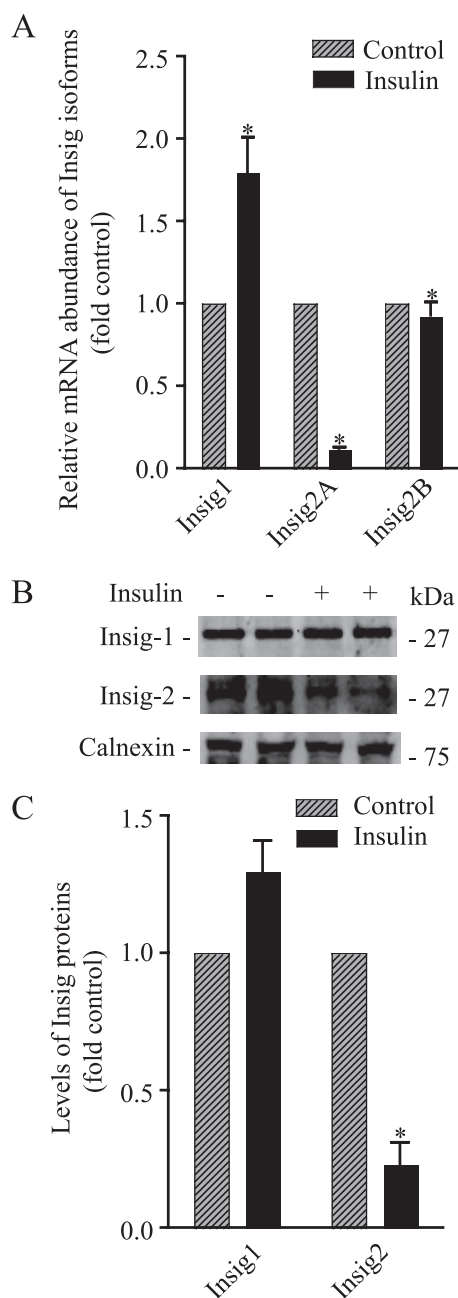 A
Control
Insulin
Relative mRNA abundance of Insig isoforms
(fold control)
2.5
2.0
1.5
1.0
0.5
0.0
*
*
*
Insig1
Insig2A
Insig2B
B
Insulin - - + + kDa
Insig-1 - - 27
Insig-2 - - 27
Calnexin - - 75
C
Control
Insulin
Levels of Insig proteins
(fold control)
1.5
1.0
0.5
0.0
*
Insig1
Insig2